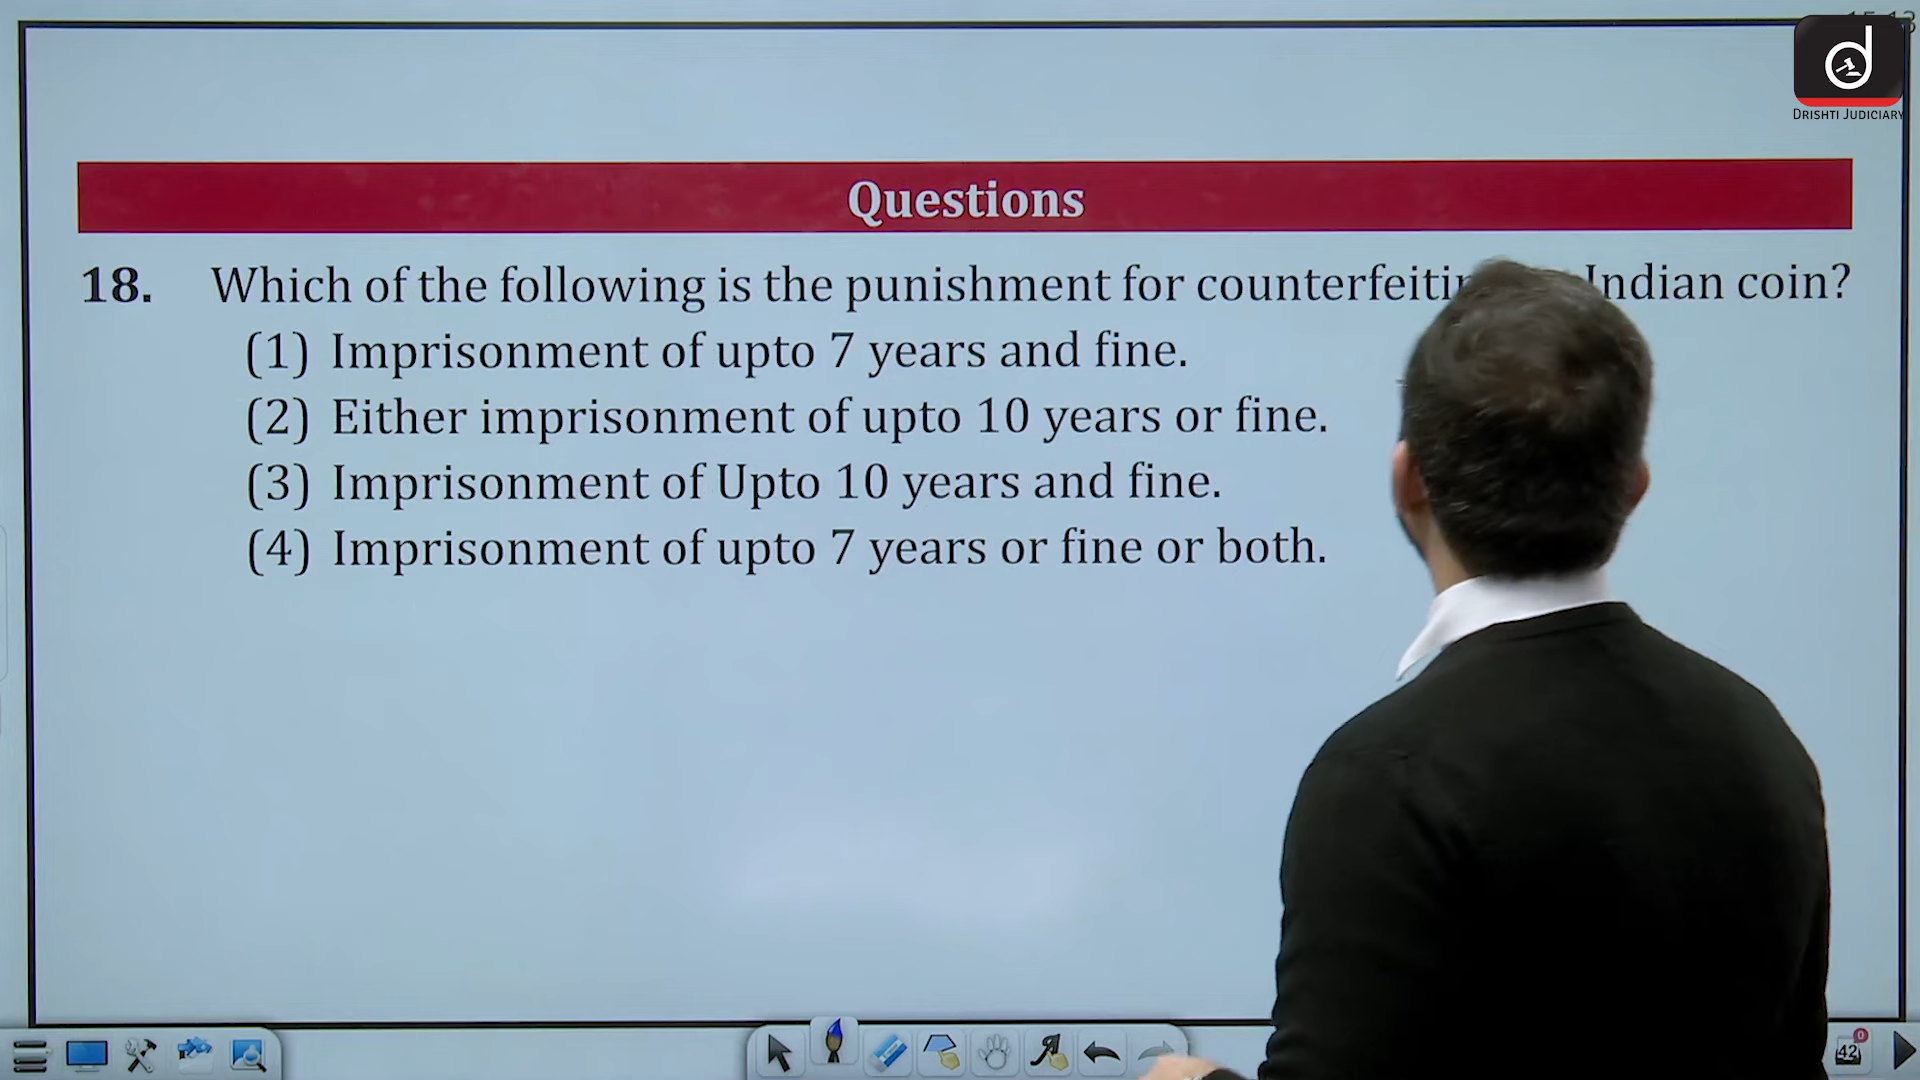 DRISHTI JUDICIARY
Questions
18. Which of the following is the punishment for Indian coin?
(1) Imprisonment of upto 7 years and fine.
(2) Either imprisonment of upto 10 years or fine.
(3) Imprisonment of Upto 10 years and fine.
(4) Imprisonment of upto 7 years or fine or both.
42
0